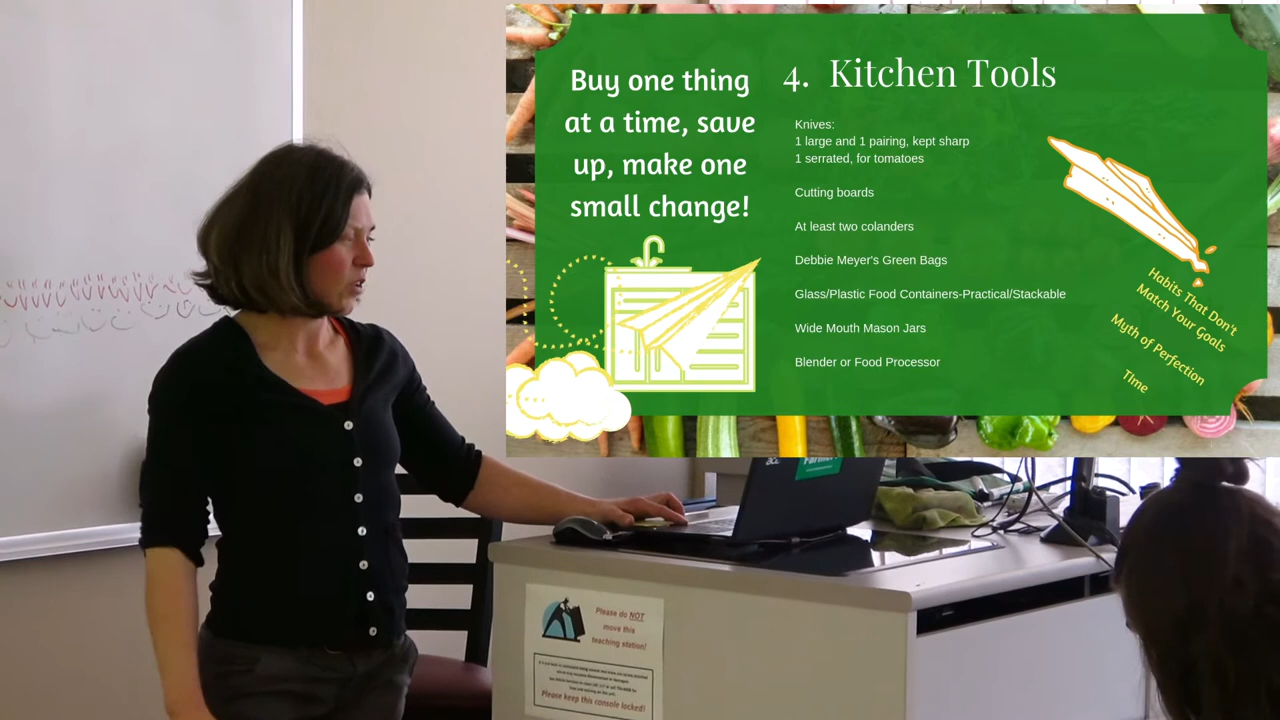 Buy one thing
at a time, save
up, make one
small change!
4. Kitchen Tools
Knives:
1 large and 1 pairing, kept sharp
1 serrated, for tomatoes
Cutting boards
At least two colanders
Debbie Meyer's Green Bags
Glass/Plastic Food Containers-Practical/Stackable
Wide Mouth Mason Jars
Blender or Food Processor
Habits That Don't
Match Your Goals
Myth of Perfection
TIme
acer
Please do NOT
move this
teaching station!
Please keep this console locked!